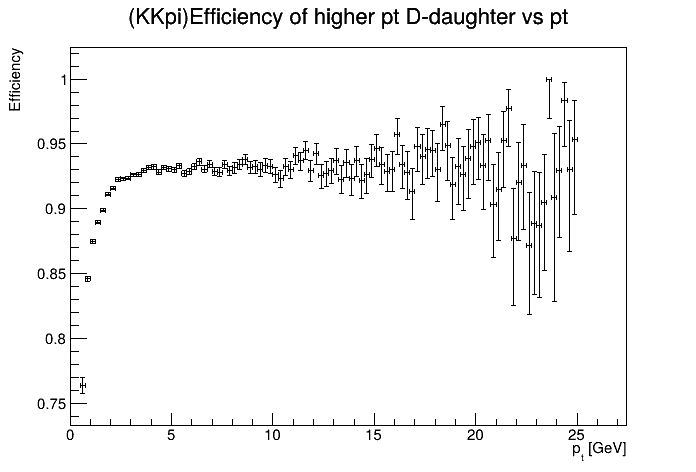 (KKpi)Efficiency of higher pt D-daughter vs pt
Efficiency
1
0.95
0.9
0.85
0.8
0.75
0 5 10 15 20 25
p_t [GeV]